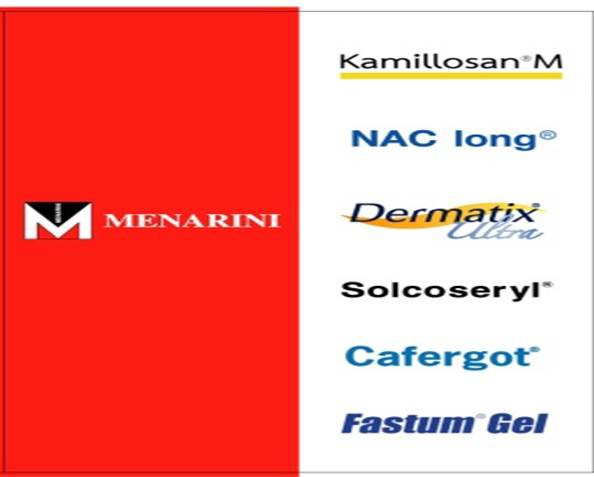 MENARINI
Kamillosan® M
NAC long®
Dermatix®
Ultra
Solcoseryl®
Cafergot®
Fastum® Gel